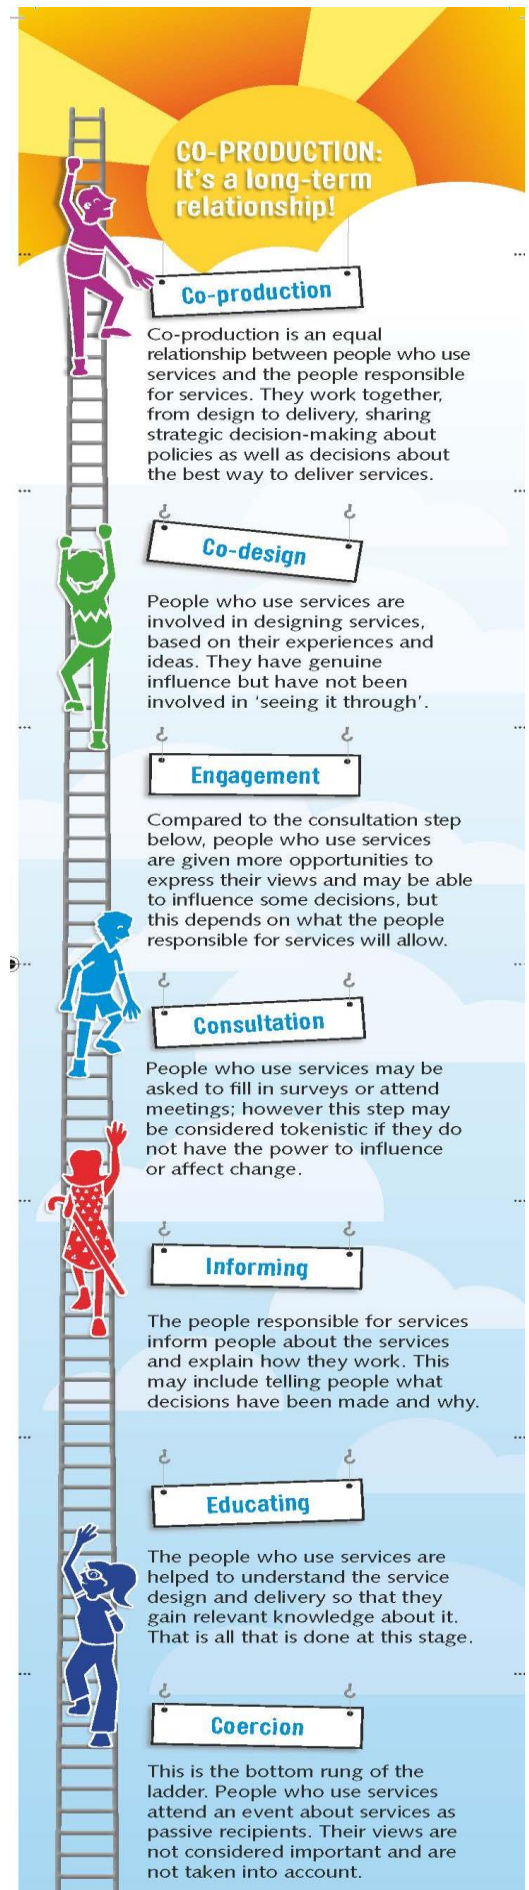 CO-PRODUCTION:
It's a long-term
relationship!
Co-production
Co-production is an equal
relationship between people who use
services and the people responsible
for services. They work together,
from design to delivery, sharing
strategic decision-making about
policies as well as decisions about
the best way to deliver services.
Co-design
People who use services are
involved in designing services,
based on their experiences and
ideas. They have genuine
influence but have not been
involved in ‘seeing it through’.
Engagement
Compared to the consultation step
below, people who use services
are given more opportunities to
express their views and may be able
to influence some decisions, but
this depends on what the people
responsible for services will allow.
Consultation
People who use services may be
asked to fill in surveys or attend
meetings; however this step may
be considered tokenistic if they do
not have the power to influence
or affect change.
Informing
The people responsible for services
inform people about the services
and explain how they work. This
may include telling people what
decisions have been made and why.
Educating
The people who use services are
helped to understand the service
design and delivery so that they
gain relevant knowledge about it.
That is all that is done at this stage.
Coercion
This is the bottom rung of the
ladder. People who use services
attend an event about services as
passive recipients. Their views are
not considered important and are
not taken into account.